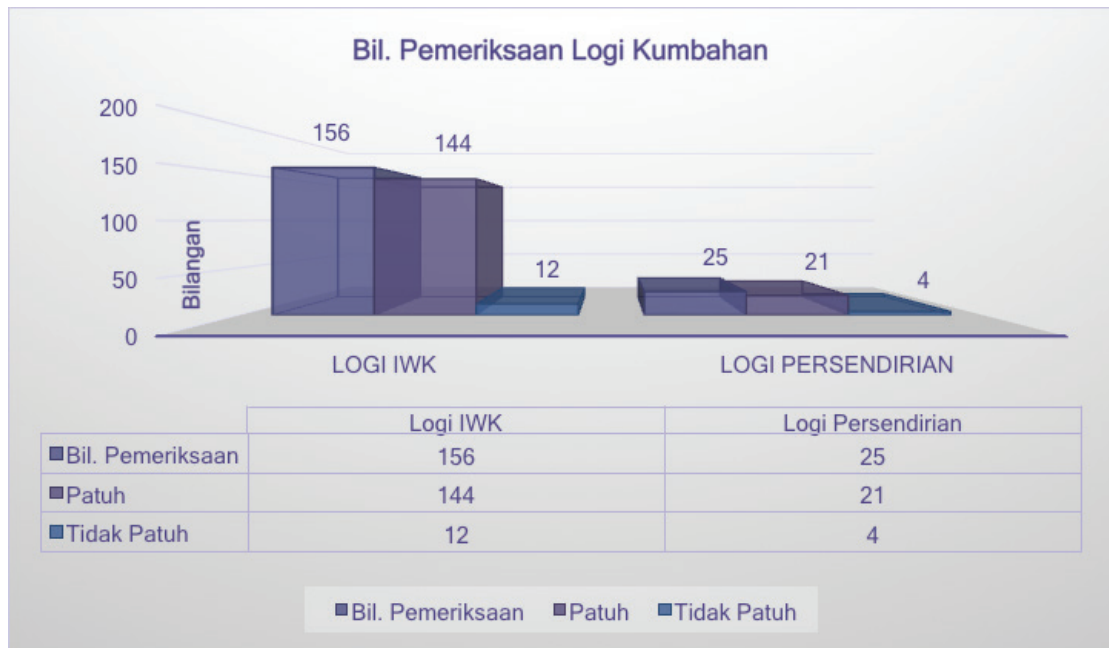 Bil. Pemeriksaan Logi Kumbahan
200
150
100
50
0
Bilangan
156
144
12
25
21
4
LOGI IWK
LOGI PERSENDIRIAN
Logi IWK Logi Persendirian
Bil. Pemeriksaan 156 25
Patuh 144 21
Tidak Patuh 12 4
Bil. Pemeriksaan Patuh Tidak Patuh